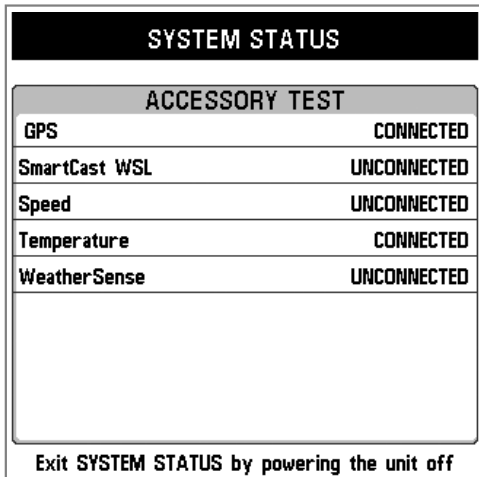 SYSTEM STATUS
ACCESSORY TEST
GPS CONNECTED
SmartCast WSL UNCONNECTED
Speed UNCONNECTED
Temperature CONNECTED
WeatherSense UNCONNECTED
Exit SYSTEM STATUS by powering the unit off